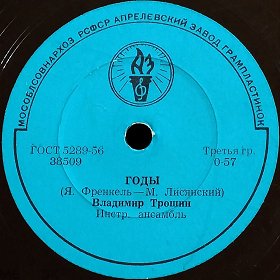 МОСОБЛСОВНАРХОЗ РСФСР АПРЕЛЕВСКИЙ ЗАВОД ГРАМПЛАСТИНОК
АЗ
ГОСТ 5289-56
Третья гр.
38509
0-57
ГОДЫ
(Я. Френкель—М. Лисянский)
Владимир Трошин
Инстр. ансамбль